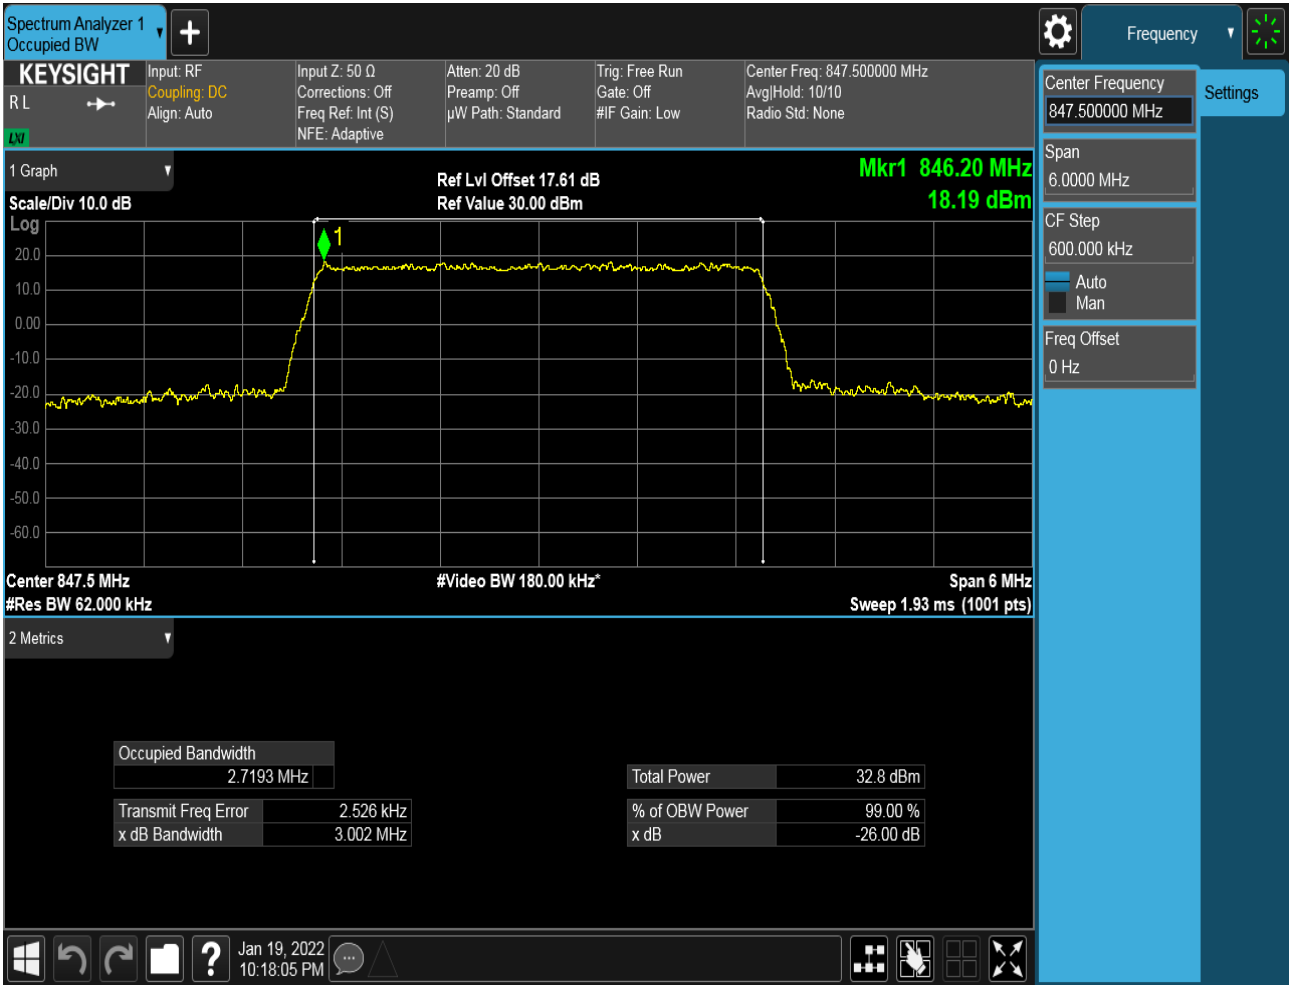 Spectrum Analyzer 1
Occupied BW
Frequency
KEYSIGHT
R L
LXI
Input: RF
Coupling: DC
Align: Auto
Input Z: 50 Ω
Corrections: Off
Freq Ref: Int (S)
NFE: Adaptive
Atten: 20 dB
Preamp: Off
µW Path: Standard
Trig: Free Run
Gate: Off
#IF Gain: Low
Center Freq: 847.500000 MHz
Avg|Hold: 10/10
Radio Std: None
Center Frequency
847.500000 MHz
Settings
Span
6.0000 MHz
CF Step
600.000 kHz
Auto
Man
Freq Offset
0 Hz
1 Graph
Scale/Div 10.0 dB
Ref Lvl Offset 17.61 dB
Ref Value 30.00 dBm
Mkr1 846.20 MHz
18.19 dBm
Log
1
20.0
10.0
0.00
-10.0
-20.0
-30.0
-40.0
-50.0
-60.0
Center 847.5 MHz
#Res BW 62.000 kHz
#Video BW 180.00 kHz*
Span 6 MHz
Sweep 1.93 ms (1001 pts)
2 Metrics
Occupied Bandwidth
2.7193 MHz
Transmit Freq Error 2.526 kHz
x dB Bandwidth 3.002 MHz
Total Power 32.8 dBm
% of OBW Power 99.00 %
x dB -26.00 dB
?
Jan 19, 2022
10:18:05 PM